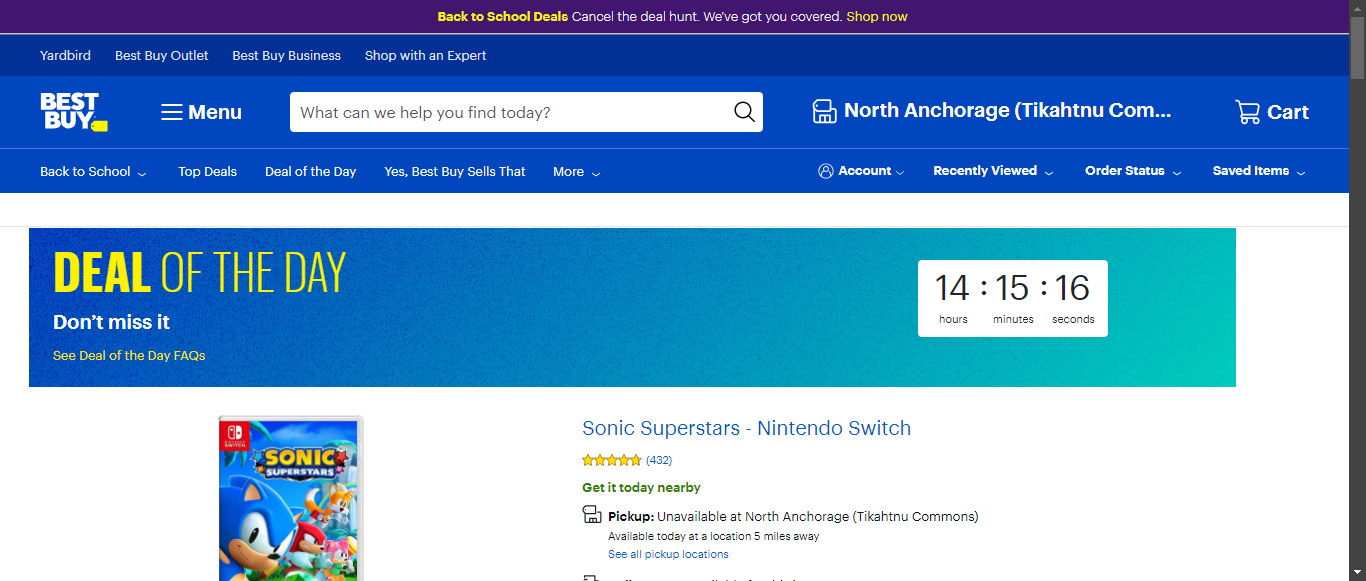 Back to School Deals Cancel the deal hunt. We've got you covered. Shop now
Yardbird Best Buy Outlet Best Buy Business Shop with an Expert
BEST BUY
Menu
What can we help you find today?
North Anchorage (Tikahtnu Com...
Cart
Back to School Top Deals Deal of the Day Yes, Best Buy Sells That More Account Recently Viewed Order Status Saved Items
DEAL OF THE DAY
Don't miss it
See Deal of the Day FAQs
14 : 15 : 16
hours minutes seconds
NINTENDO SWITCH
SONIC
SUPERSTARS
Sonic Superstars - Nintendo Switch
(432)
Get it today nearby
Pickup: Unavailable at North Anchorage (Tikahtnu Commons)
Available today at a location 5 miles away
See all pickup locations